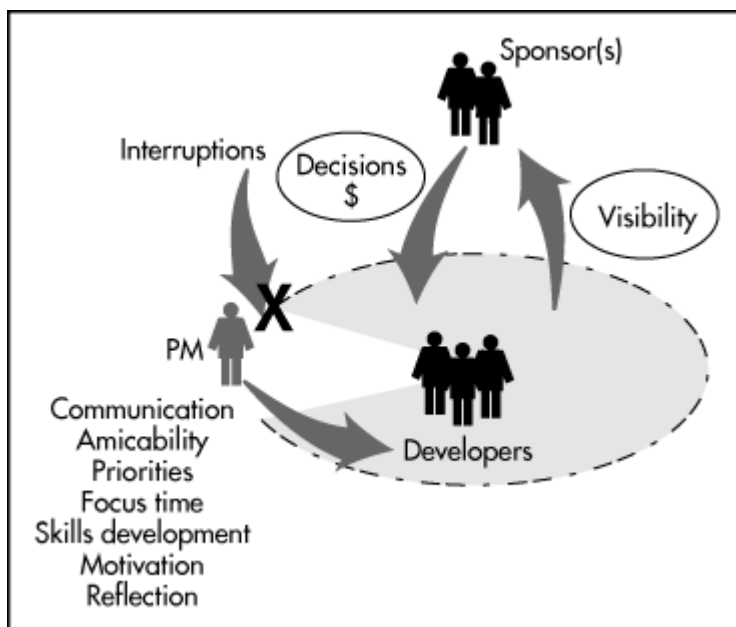 Sponsor(s)
Interruptions
Decisions
$
Visibility
X
PM
Communication
Amicability
Priorities
Focus time
Skills development
Motivation
Reflection
Developers